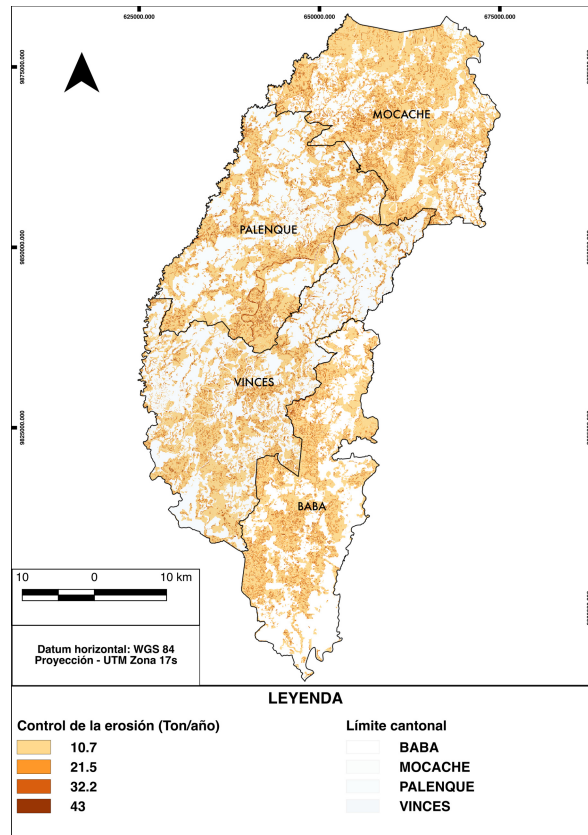 625000.000 650000.000 675000.000
9875000.000
MOCACHE
PALENQUE
9850000.000
VINCES
9825000.000
BABA
10 0 10 km
Datum horizontal: WGS 84
Proyección - UTM Zona 17s
LEYENDA
Control de la erosión (Ton/año)
10.7
21.5
32.2
43
Límite cantonal
BABA
MOCACHE
PALENQUE
VINCES